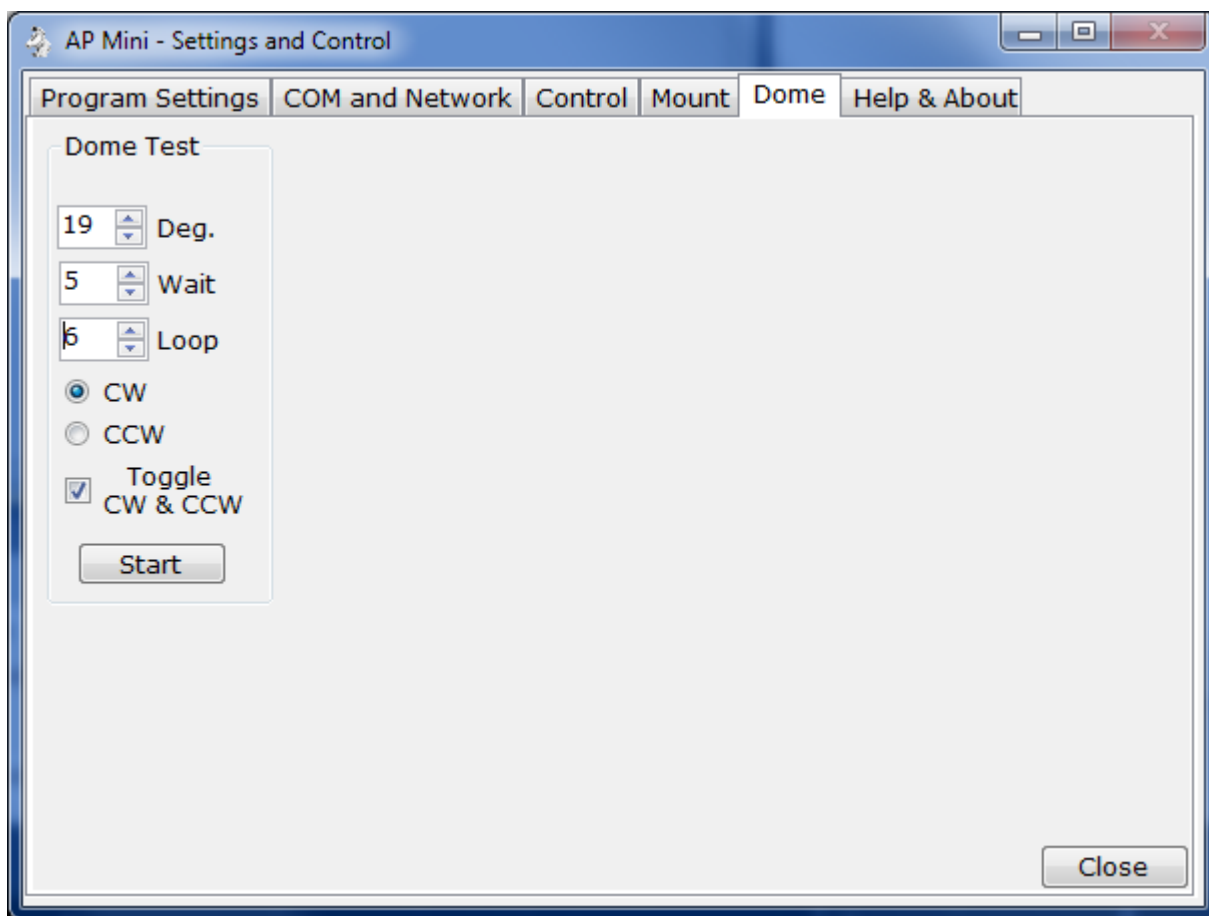 AP Mini - Settings and Control
Program Settings COM and Network Control Mount Dome Help & About
Dome Test
19 Deg.
5 Wait
6 Loop
CW
CCW
Toggle
CW & CCW
Start
Close